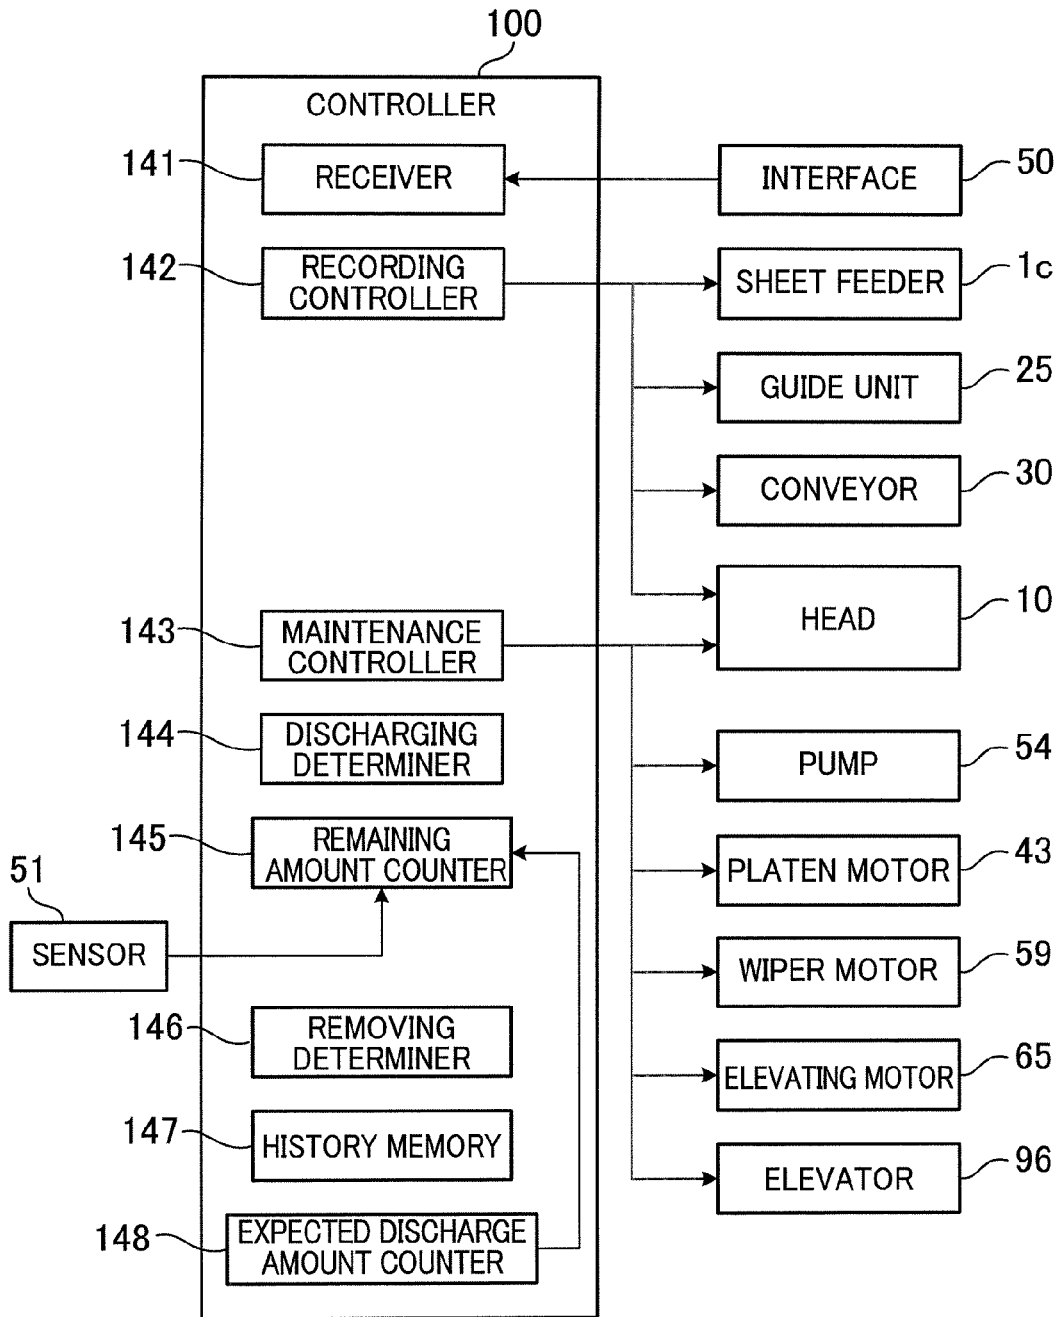 100
CONTROLLER
141
RECEIVER
INTERFACE
50
142
RECORDING
CONTROLLER
SHEET FEEDER
1c
GUIDE UNIT
25
CONVEYOR
30
HEAD
10
143
MAINTENANCE
CONTROLLER
144
DISCHARGING
DETERMINER
PUMP
54
145
REMAINING
AMOUNT COUNTER
PLATEN MOTOR
43
51
SENSOR
WIPER MOTOR
59
146
REMOVING
DETERMINER
ELEVATING MOTOR
65
147
HISTORY MEMORY
ELEVATOR
96
148
EXPECTED DISCHARGE
AMOUNT COUNTER